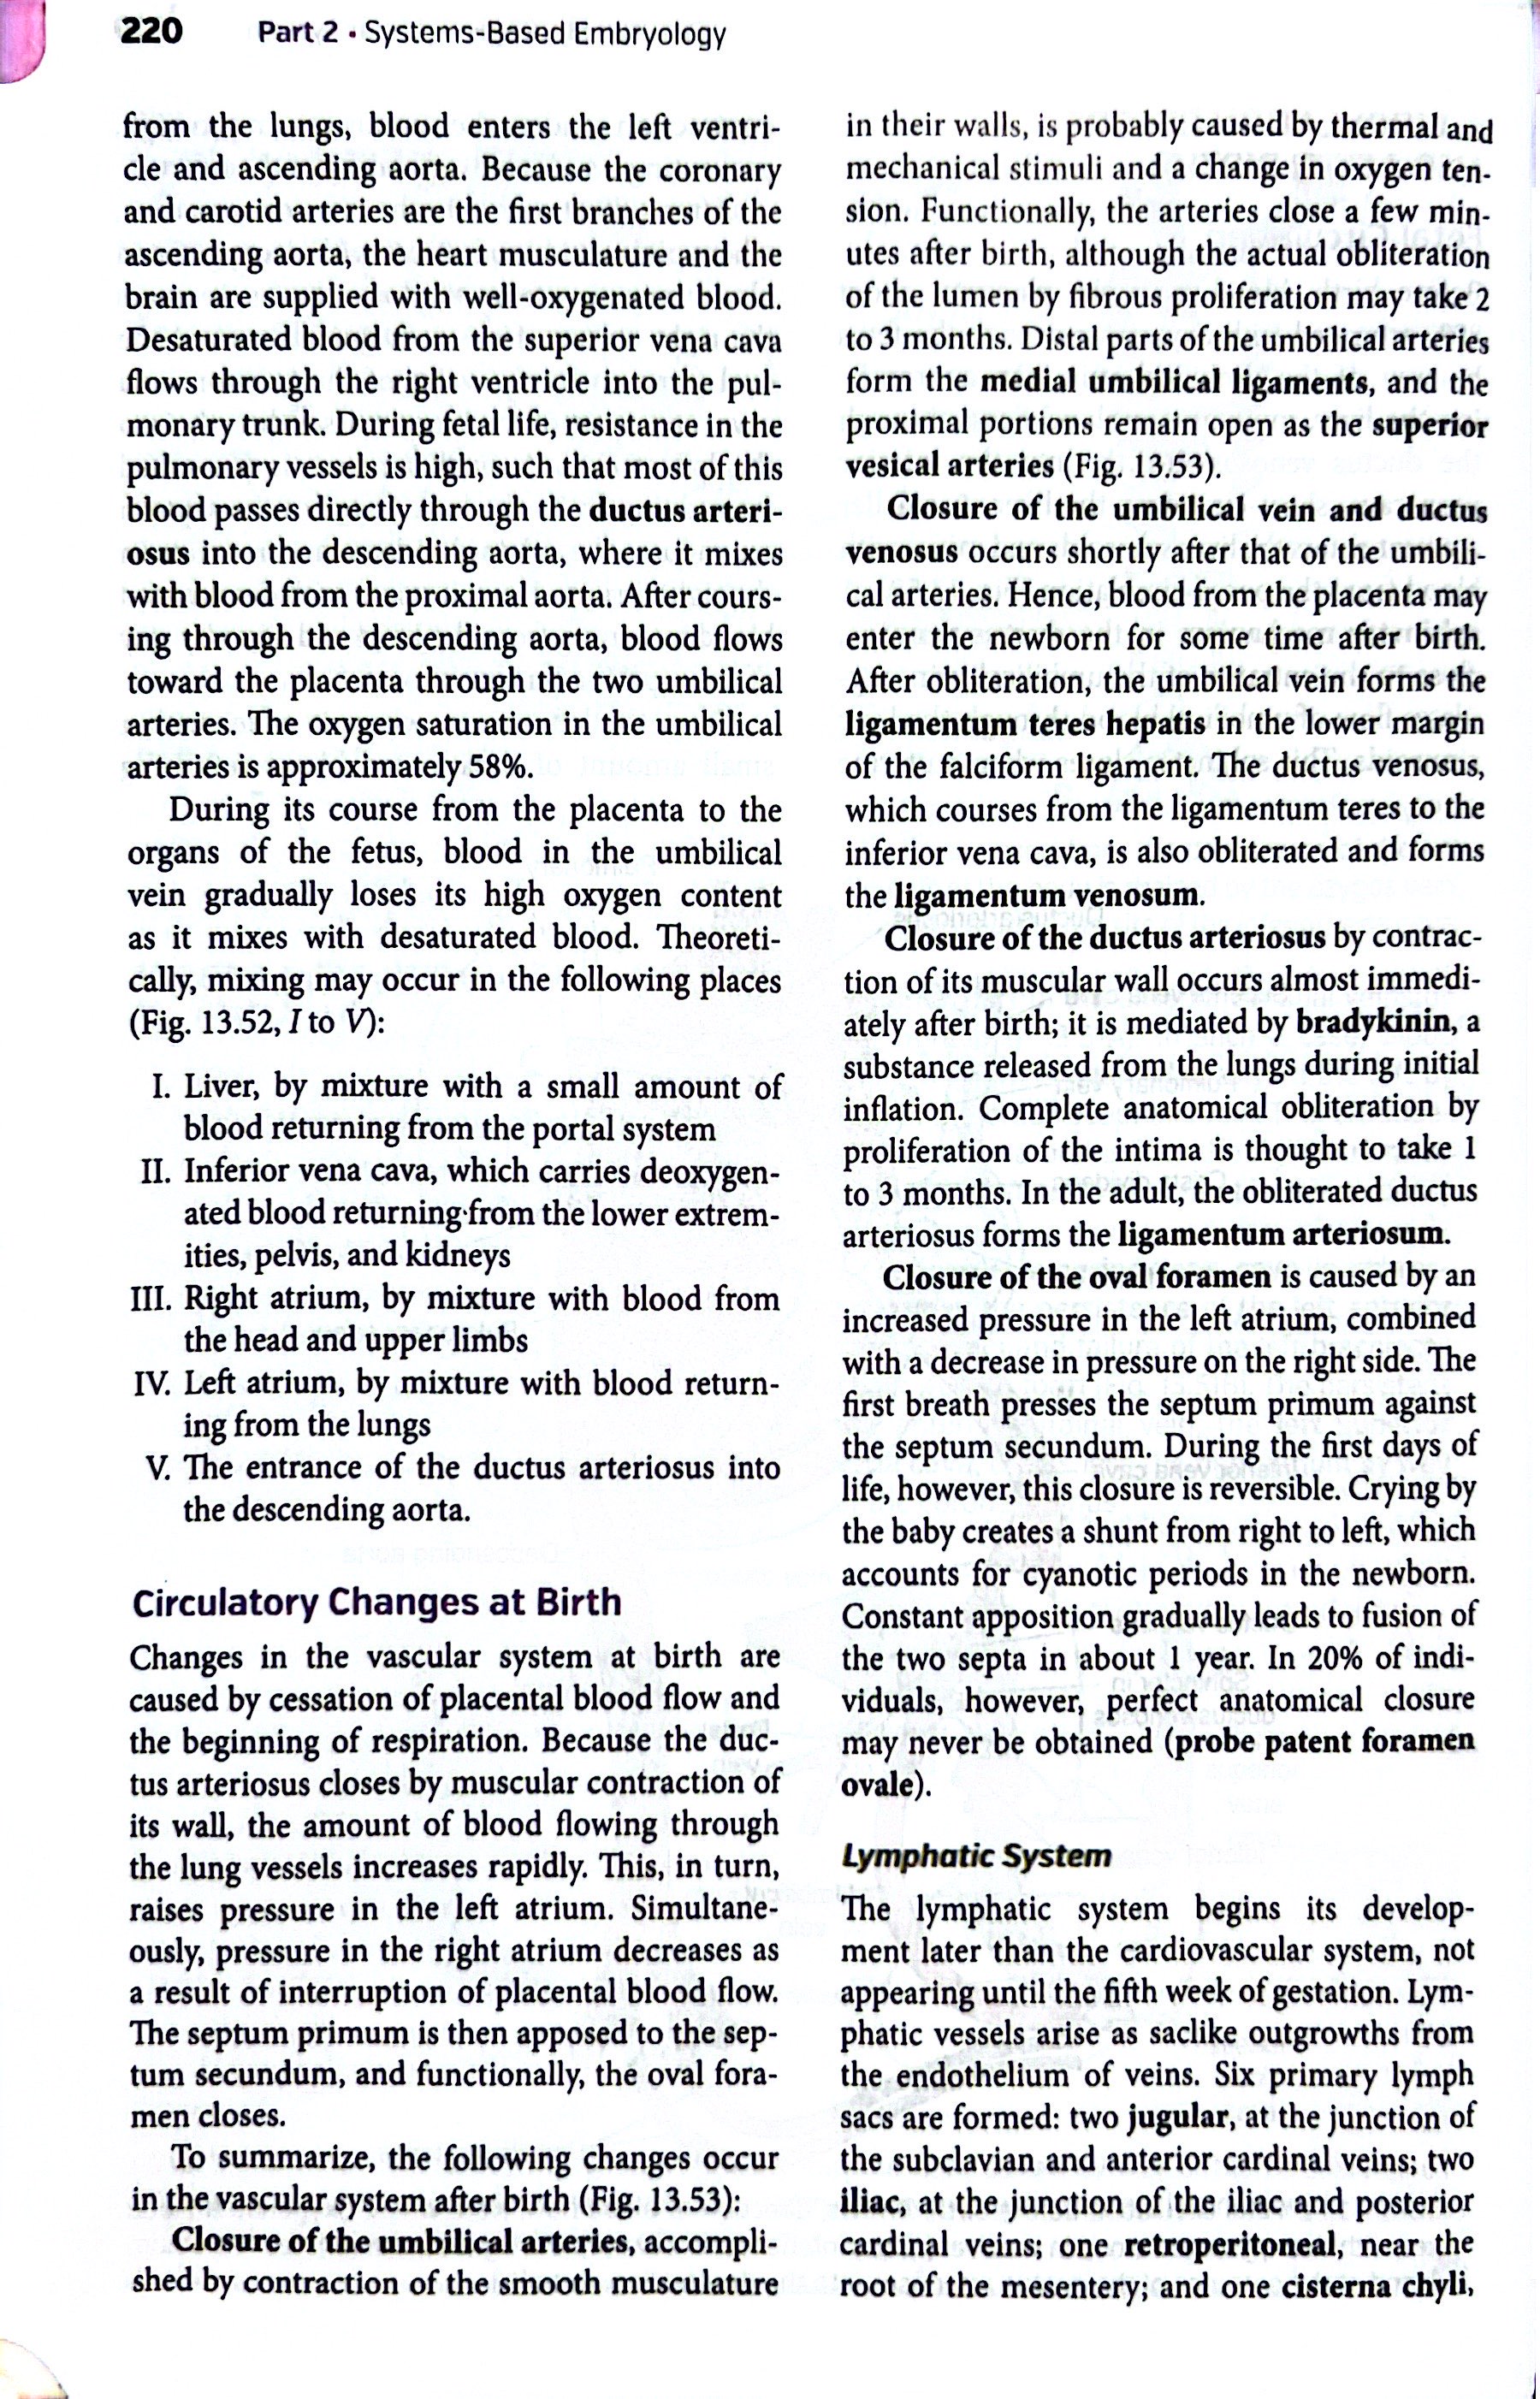 220 Part 2 • Systems-Based Embryology
from the lungs, blood enters the left ventri-
cle and ascending aorta. Because the coronary
and carotid arteries are the first branches of the
ascending aorta, the heart musculature and the
brain are supplied with well-oxygenated blood.
Desaturated blood from the superior vena cava
flows through the right ventricle into the pul-
monary trunk. During fetal life, resistance in the
pulmonary vessels is high, such that most of this
blood passes directly through the ductus arteri-
osus into the descending aorta, where it mixes
with blood from the proximal aorta. After cours-
ing through the descending aorta, blood flows
toward the placenta through the two umbilical
arteries. The oxygen saturation in the umbilical
arteries is approximately 58%.
During its course from the placenta to the
organs of the fetus, blood in the umbilical
vein gradually loses its high oxygen content
as it mixes with desaturated blood. Theoreti-
cally, mixing may occur in the following places
(Fig. 13.52, I to V):
I. Liver, by mixture with a small amount of
blood returning from the portal system
II. Inferior vena cava, which carries deoxygen-
ated blood returning from the lower extrem-
ities, pelvis, and kidneys
III. Right atrium, by mixture with blood from
the head and upper limbs
IV. Left atrium, by mixture with blood return-
ing from the lungs
V. The entrance of the ductus arteriosus into
the descending aorta.
Circulatory Changes at Birth
Changes in the vascular system at birth are
caused by cessation of placental blood flow and
the beginning of respiration. Because the duc-
tus arteriosus closes by muscular contraction of
its wall, the amount of blood flowing through
the lung vessels increases rapidly. This, in turn,
raises pressure in the left atrium. Simultane-
ously, pressure in the right atrium decreases as
a result of interruption of placental blood flow.
The septum primum is then apposed to the sep-
tum secundum, and functionally, the oval fora-
men closes.
To summarize, the following changes occur
in the vascular system after birth (Fig. 13.53):
Closure of the umbilical arteries, accompli-
shed by contraction of the smooth musculature
in their walls, is probably caused by thermal and
mechanical stimuli and a change in oxygen ten-
sion. Functionally, the arteries close a few min-
utes after birth, although the actual obliteration
of the lumen by fibrous proliferation may take 2
to 3 months. Distal parts of the umbilical arteries
form the medial umbilical ligaments, and the
proximal portions remain open as the superior
vesical arteries (Fig. 13.53).
Closure of the umbilical vein and ductus
venosus occurs shortly after that of the umbili-
cal arteries. Hence, blood from the placenta may
enter the newborn for some time after birth.
After obliteration, the umbilical vein forms the
ligamentum teres hepatis in the lower margin
of the falciform ligament. The ductus venosus,
which courses from the ligamentum teres to the
inferior vena cava, is also obliterated and forms
the ligamentum venosum.
Closure of the ductus arteriosus by contrac-
tion of its muscular wall occurs almost immedi-
ately after birth; it is mediated by bradykinin, a
substance released from the lungs during initial
inflation. Complete anatomical obliteration by
proliferation of the intima is thought to take 1
to 3 months. In the adult, the obliterated ductus
arteriosus forms the ligamentum arteriosum.
Closure of the oval foramen is caused by an
increased pressure in the left atrium, combined
with a decrease in pressure on the right side. The
first breath presses the septum primum against
the septum secundum. During the first days of
life, however, this closure is reversible. Crying by
the baby creates a shunt from right to left, which
accounts for cyanotic periods in the newborn.
Constant apposition gradually leads to fusion of
the two septa in about 1 year. In 20% of indi-
viduals, however, perfect anatomical closure
may never be obtained (probe patent foramen
ovale).
Lymphatic System
The lymphatic system begins its develop-
ment later than the cardiovascular system, not
appearing until the fifth week of gestation. Lym-
phatic vessels arise as saclike outgrowths from
the endothelium of veins. Six primary lymph
sacs are formed: two jugular, at the junction of
the subclavian and anterior cardinal veins; two
iliac, at the junction of the iliac and posterior
cardinal veins; one retroperitoneal, near the
root of the mesentery; and one cisterna chyli,